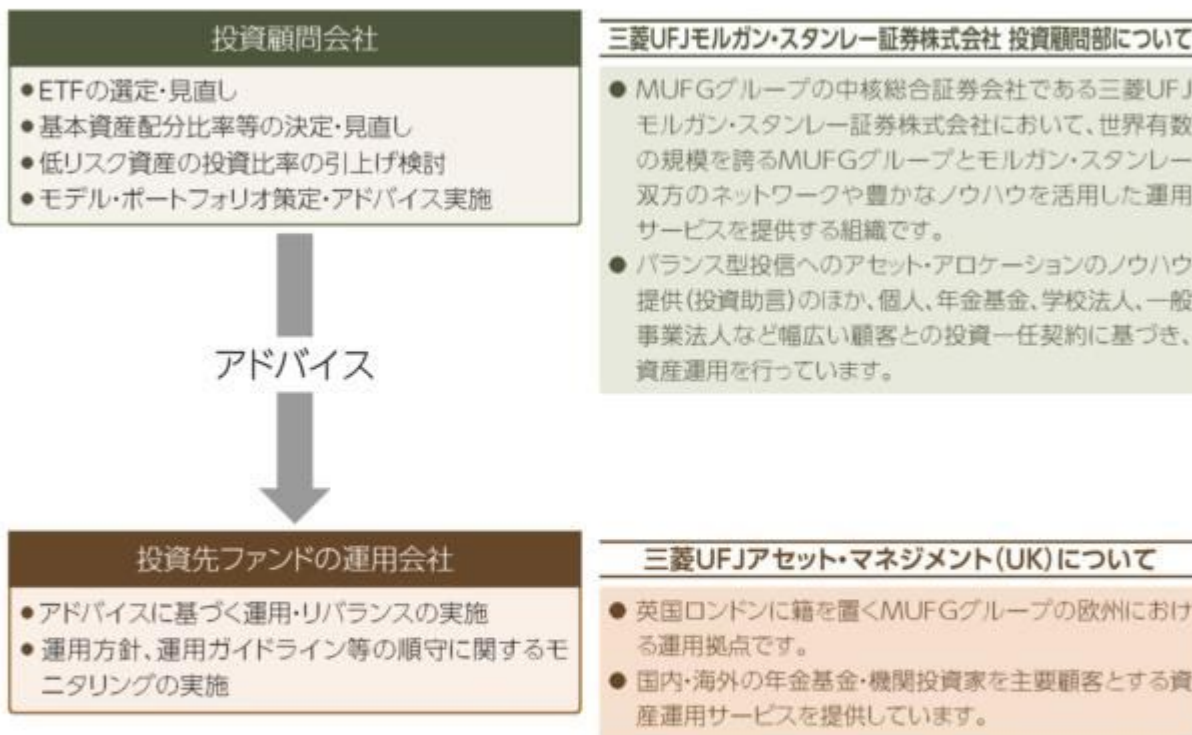 投資顧問会社
●ETFの選定・見直し
●基本資産配分比率等の決定・見直し
●低リスク資産の投資比率の引上げ検討
●モデル・ポートフォリオ策定・アドバイス実施
三菱UFJモルガン・スタンレー証券株式会社 投資顧問部について
● MUFGグループの中核総合証券会社である三菱UFJ
モルガン・スタンレー証券株式会社において、世界有数
の規模を誇るMUFGグループとモルガン・スタンレー
双方のネットワークや豊かなノウハウを活用した運用
サービスを提供する組織です。
● バランス型投信へのアセット・アロケーションのノウハウ
提供(投資助言)のほか、個人、年金基金、学校法人、一般
事業法人など幅広い顧客との投資一任契約に基づき、
資産運用を行っています。
アドバイス
投資先ファンドの運用会社
●アドバイスに基づく運用・リバランスの実施
● 運用方針、運用ガイドライン等の順守に関するモ
ニタリングの実施
三菱UFJアセット・マネジメント(UK)について
● 英国ロンドンに籍を置くMUFGグループの欧州におけ
る運用拠点です。
● 国内・海外の年金基金・機関投資家を主要顧客とする資
産運用サービスを提供しています。